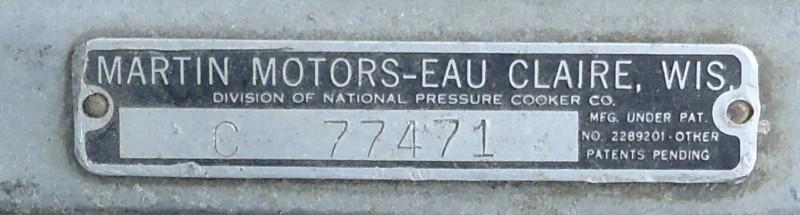 MARTIN MOTORS-EAU CLAIRE, WIS.
DIVISION OF NATIONAL PRESSURE COOKER CO.
C 77471
MFG. UNDER PAT.
NO. 2289201-OTHER
PATENTS PENDING